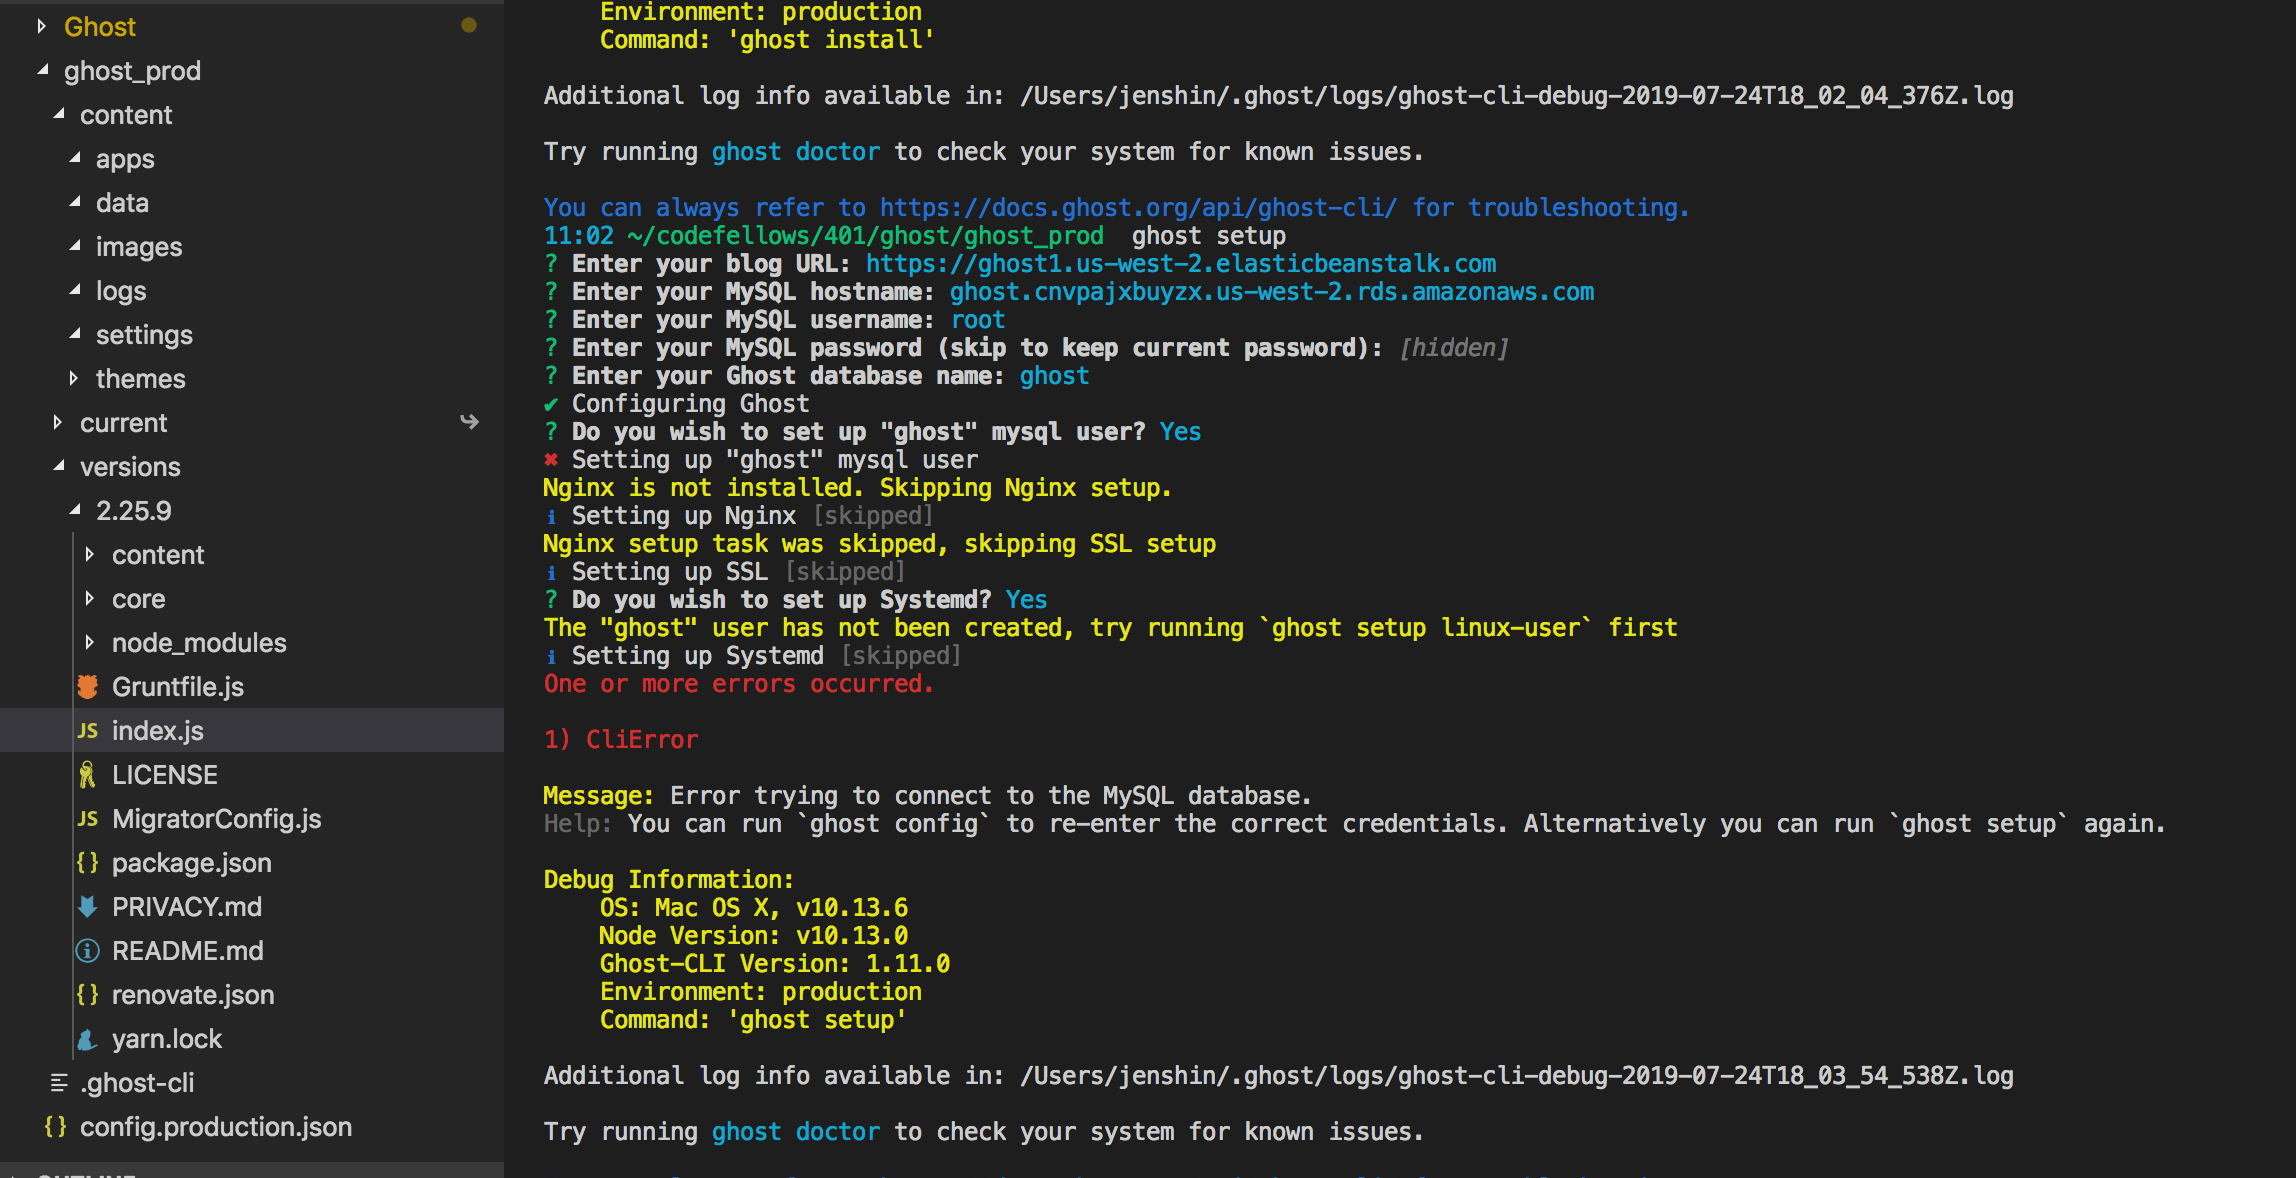 Ghost
ghost_prod
content
apps
data
images
logs
settings
themes
current
versions
2.25.9
content
core
node_modules
Gruntfile.js
JS index.js
LICENSE
JS MigratorConfig.js
{} package.json
PRIVACY.md
README.md
{} renovate.json
yarn.lock
.ghost-cli
{} config.production.json
OUTLINE
Environment: production
Command: 'ghost install'
Additional log info available in: /Users/jenshin/.ghost/logs/ghost-cli-debug-2019-07-24T18_02_04_376Z.log
Try running ghost doctor to check your system for known issues.
You can always refer to https://docs.ghost.org/api/ghost-cli/ for troubleshooting.
11:02 ~/codefellows/401/ghost/ghost_prod ghost setup
? Enter your blog URL: https://ghost1.us-west-2.elasticbeanstalk.com
? Enter your MySQL hostname: ghost.cnvpajxbuyzx.us-west-2.rds.amazonaws.com
? Enter your MySQL username: root
? Enter your MySQL password (skip to keep current password): [hidden]
? Enter your Ghost database name: ghost
✔ Configuring Ghost
? Do you wish to set up "ghost" mysql user? Yes
✖ Setting up "ghost" mysql user
Nginx is not installed. Skipping Nginx setup.
ℹ Setting up Nginx [skipped]
Nginx setup task was skipped, skipping SSL setup
ℹ Setting up SSL [skipped]
? Do you wish to set up Systemd? Yes
The "ghost" user has not been created, try running `ghost setup linux-user` first
ℹ Setting up Systemd [skipped]
One or more errors occurred.
1) CliError
Message: Error trying to connect to the MySQL database.
Help: You can run `ghost config` to re-enter the correct credentials. Alternatively you can run `ghost setup` again.
Debug Information:
OS: Mac OS X, v10.13.6
Node Version: v10.13.0
Ghost-CLI Version: 1.11.0
Environment: production
Command: 'ghost setup'
Additional log info available in: /Users/jenshin/.ghost/logs/ghost-cli-debug-2019-07-24T18_03_54_538Z.log
Try running ghost doctor to check your system for known issues.